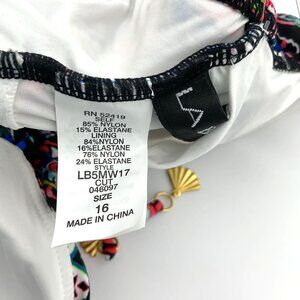 RN 52419
SELF
85% NYLON
15% ELASTANE
LINING
84%NYLON
16%ELASTANE
76% NYLON
24% ELASTANE
STYLE
LB5MW17
CUT
046097
SIZE
16
MADE IN CHINA